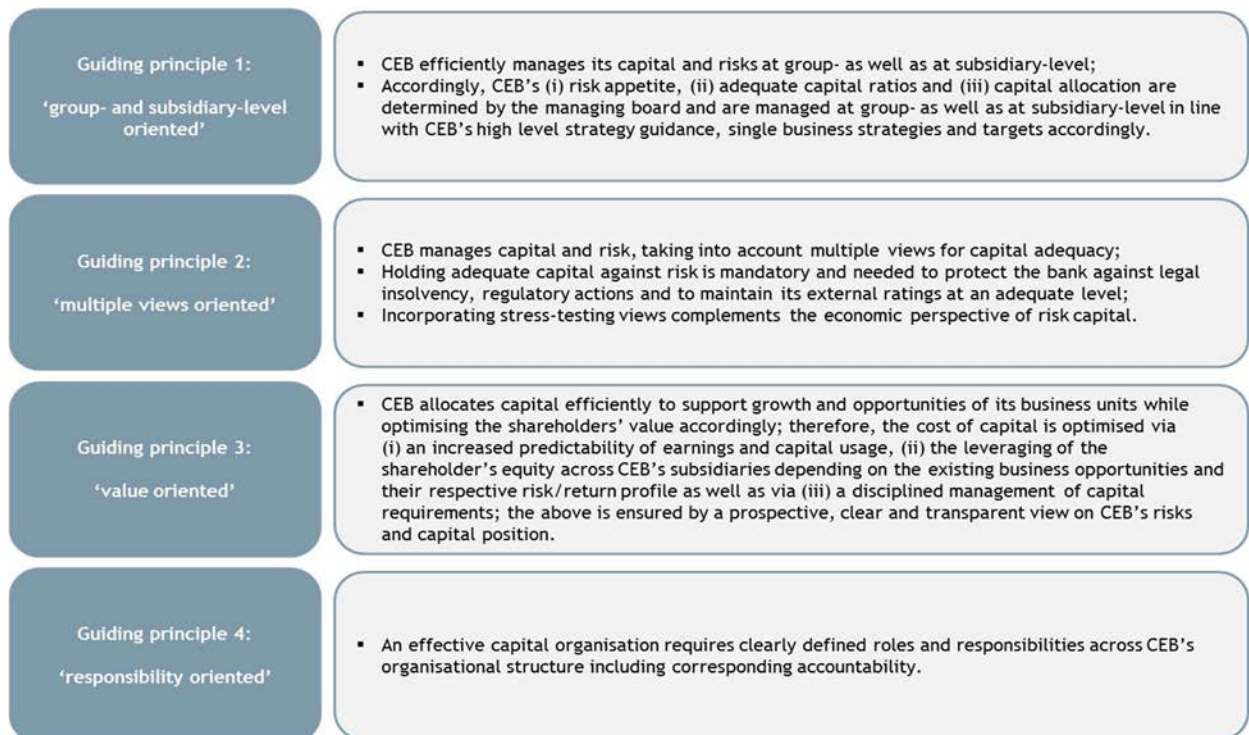 Guiding principle 1:
‘group- and subsidiary-level
oriented’
▪ CEB efficiently manages its capital and risks at group- as well as at subsidiary-level;
▪ Accordingly, CEB’s (i) risk appetite, (ii) adequate capital ratios and (iii) capital allocation are
determined by the managing board and are managed at group- as well as at subsidiary-level in line
with CEB’s high level strategy guidance, single business strategies and targets accordingly.
Guiding principle 2:
‘multiple views oriented’
▪ CEB manages capital and risk, taking into account multiple views for capital adequacy;
▪ Holding adequate capital against risk is mandatory and needed to protect the bank against legal
insolvency, regulatory actions and to maintain its external ratings at an adequate level;
▪ Incorporating stress-testing views complements the economic perspective of risk capital.
Guiding principle 3:
‘value oriented’
▪ CEB allocates capital efficiently to support growth and opportunities of its business units while
optimising the shareholders’ value accordingly; therefore, the cost of capital is optimised via
(i) an increased predictability of earnings and capital usage, (ii) the leveraging of the
shareholder’s equity across CEB’s subsidiaries depending on the existing business opportunities and
their respective risk/return profile as well as via (iii) a disciplined management of capital
requirements; the above is ensured by a prospective, clear and transparent view on CEB’s risks
and capital position.
Guiding principle 4:
‘responsibility oriented’
▪ An effective capital organisation requires clearly defined roles and responsibilities across CEB’s
organisational structure including corresponding accountability.